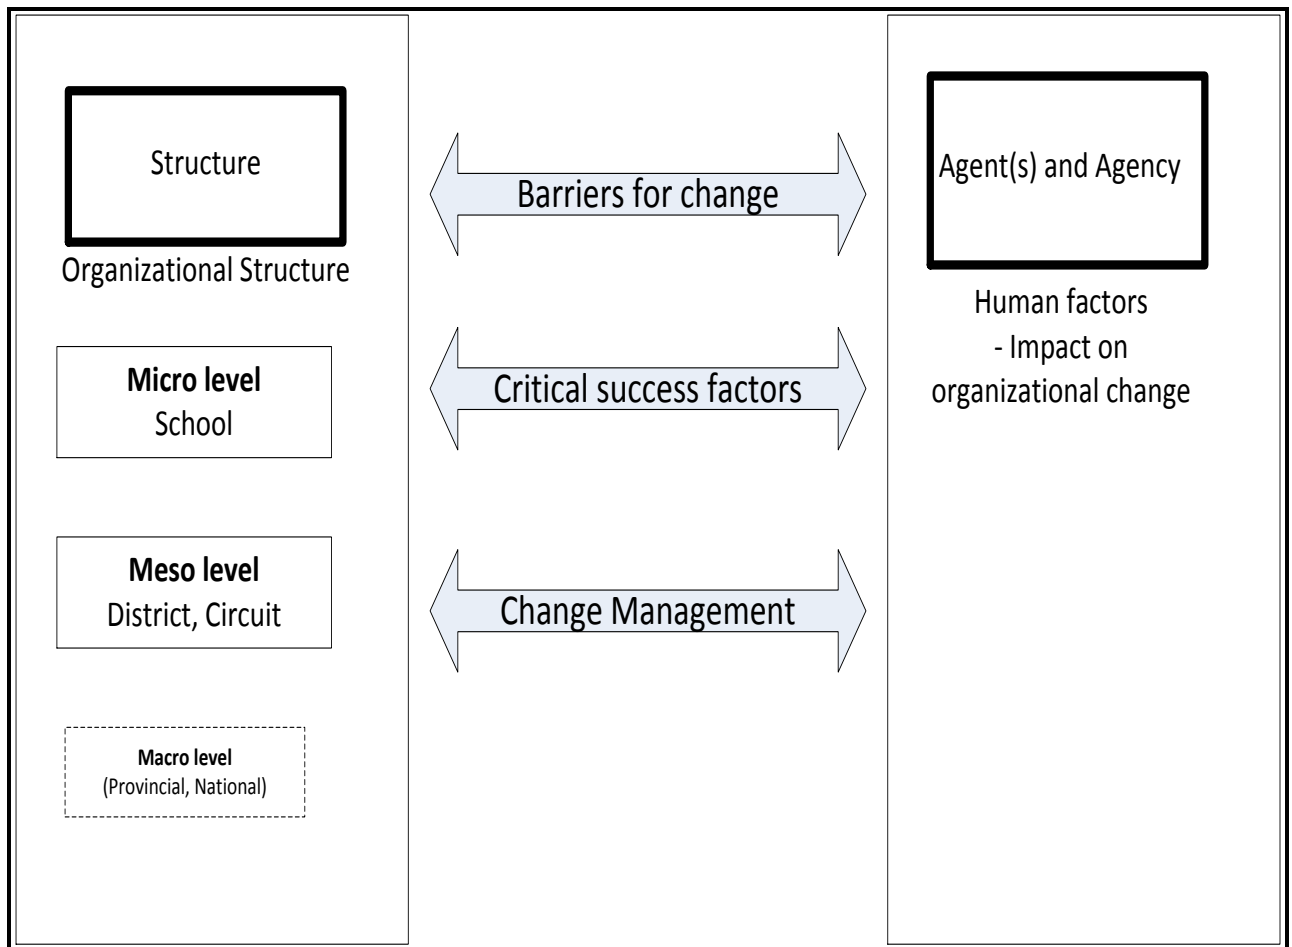 Structure
Organizational Structure
Micro level
School
Meso level
District, Circuit
Macro level
(Provincial, National)
Barriers for change
Critical success factors
Change Management
Agent(s) and Agency
Human factors
- Impact on
organizational change